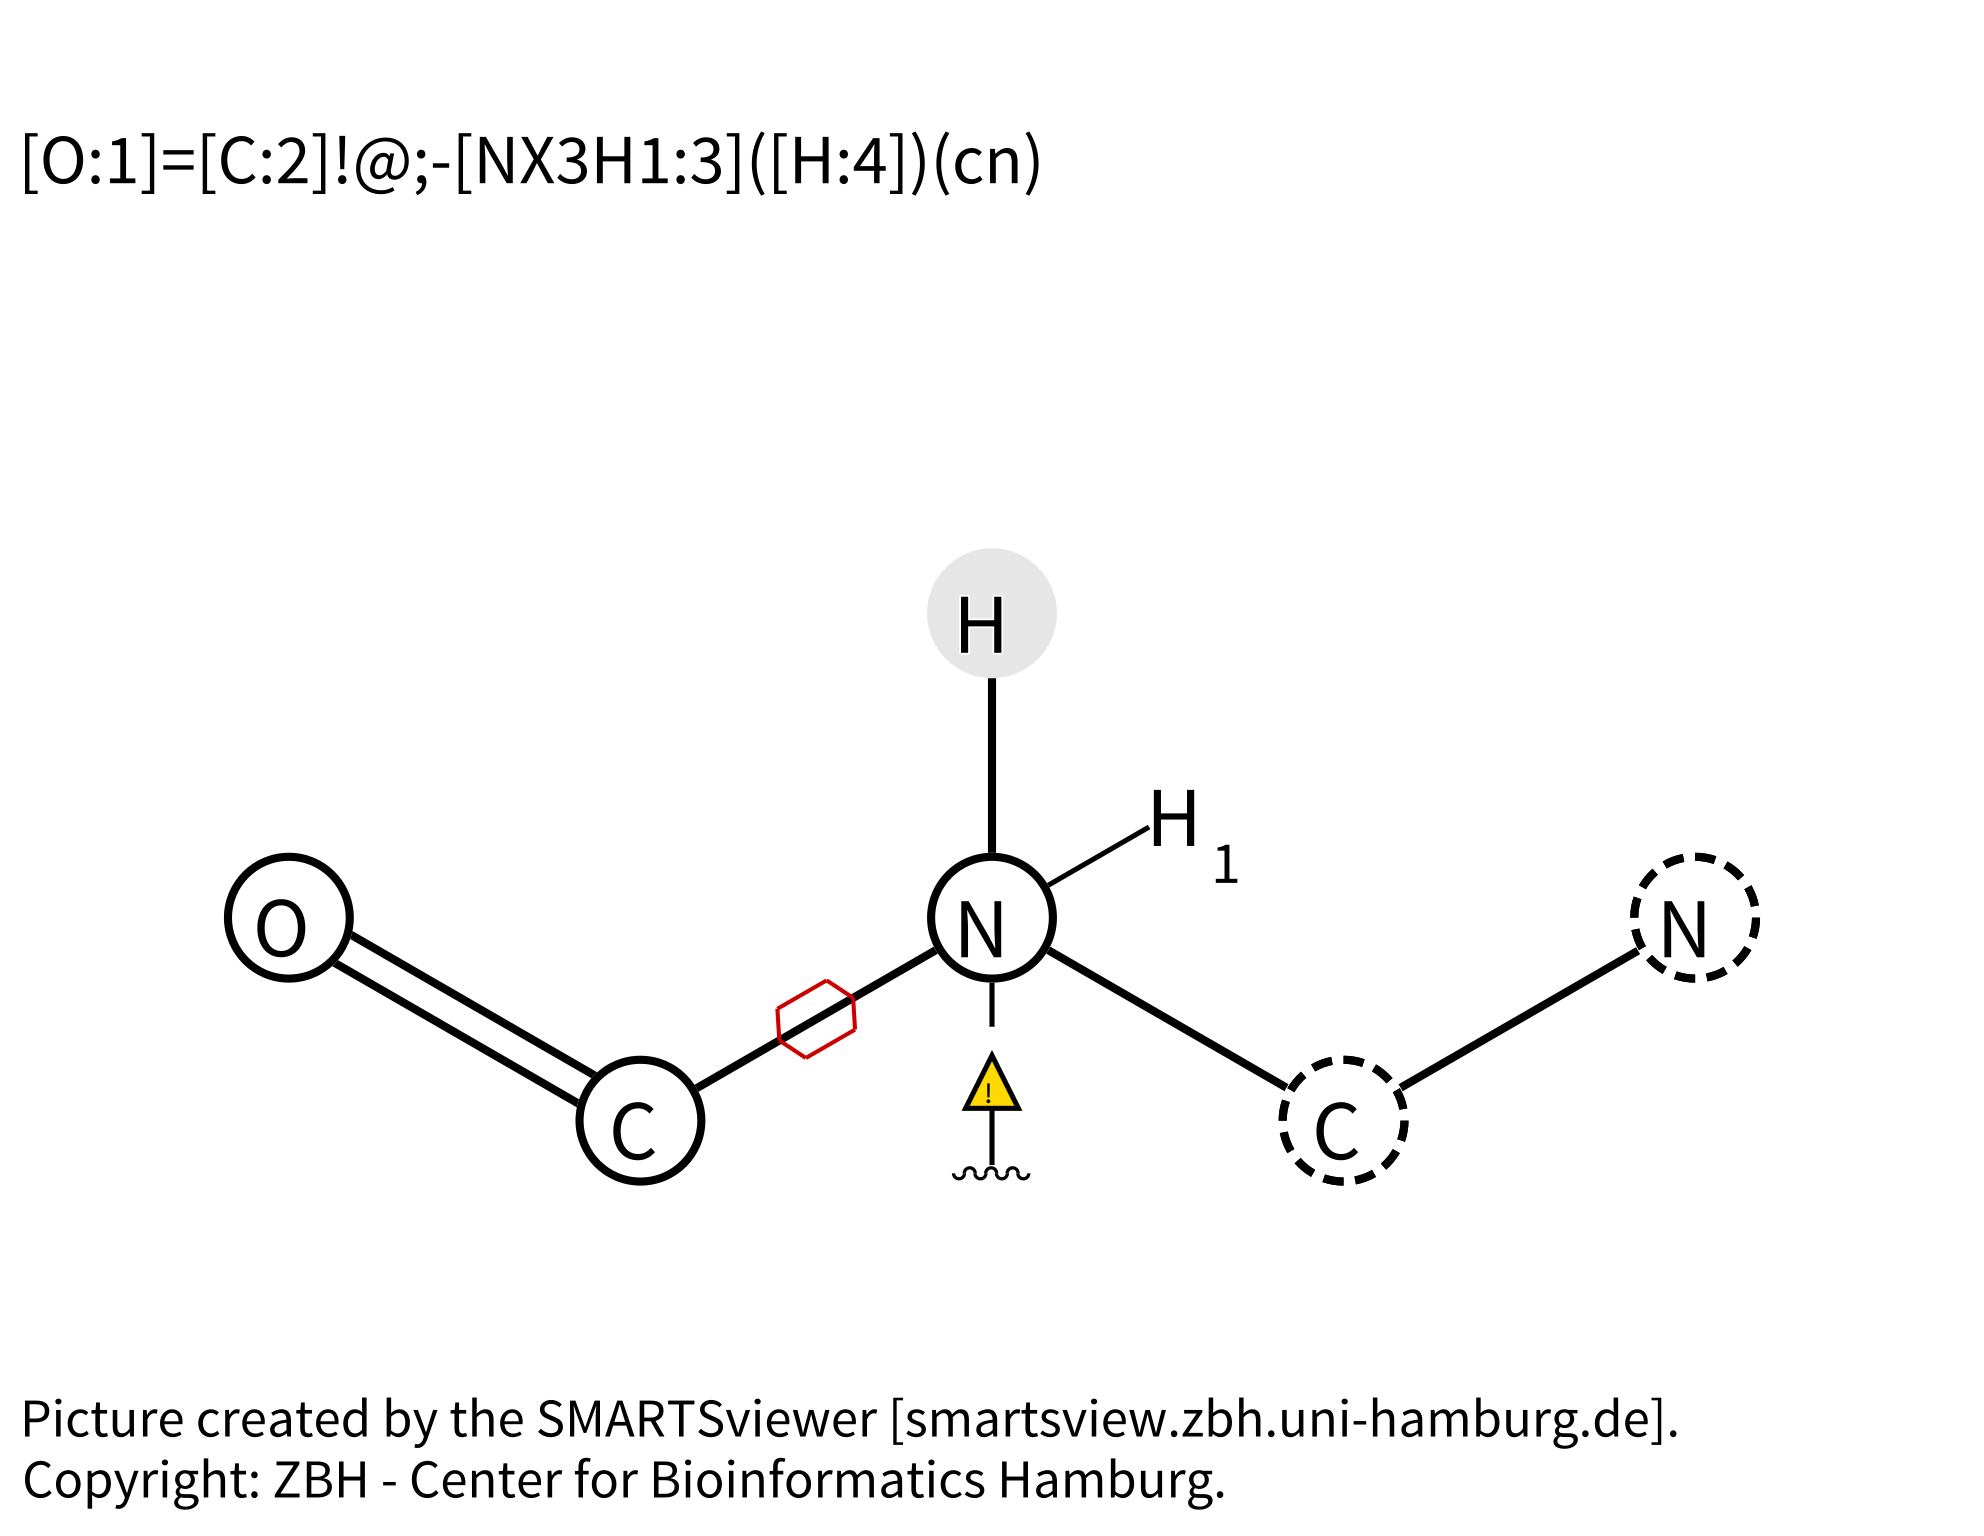 [O:1]=[C:2]!@;-[NX3H1:3]([H:4])(cn)
H
H 1
O N N
!
C C
Picture created by the SMARTSviewer [smartsview.zbh.uni-hamburg.de].
Copyright: ZBH - Center for Bioinformatics Hamburg.